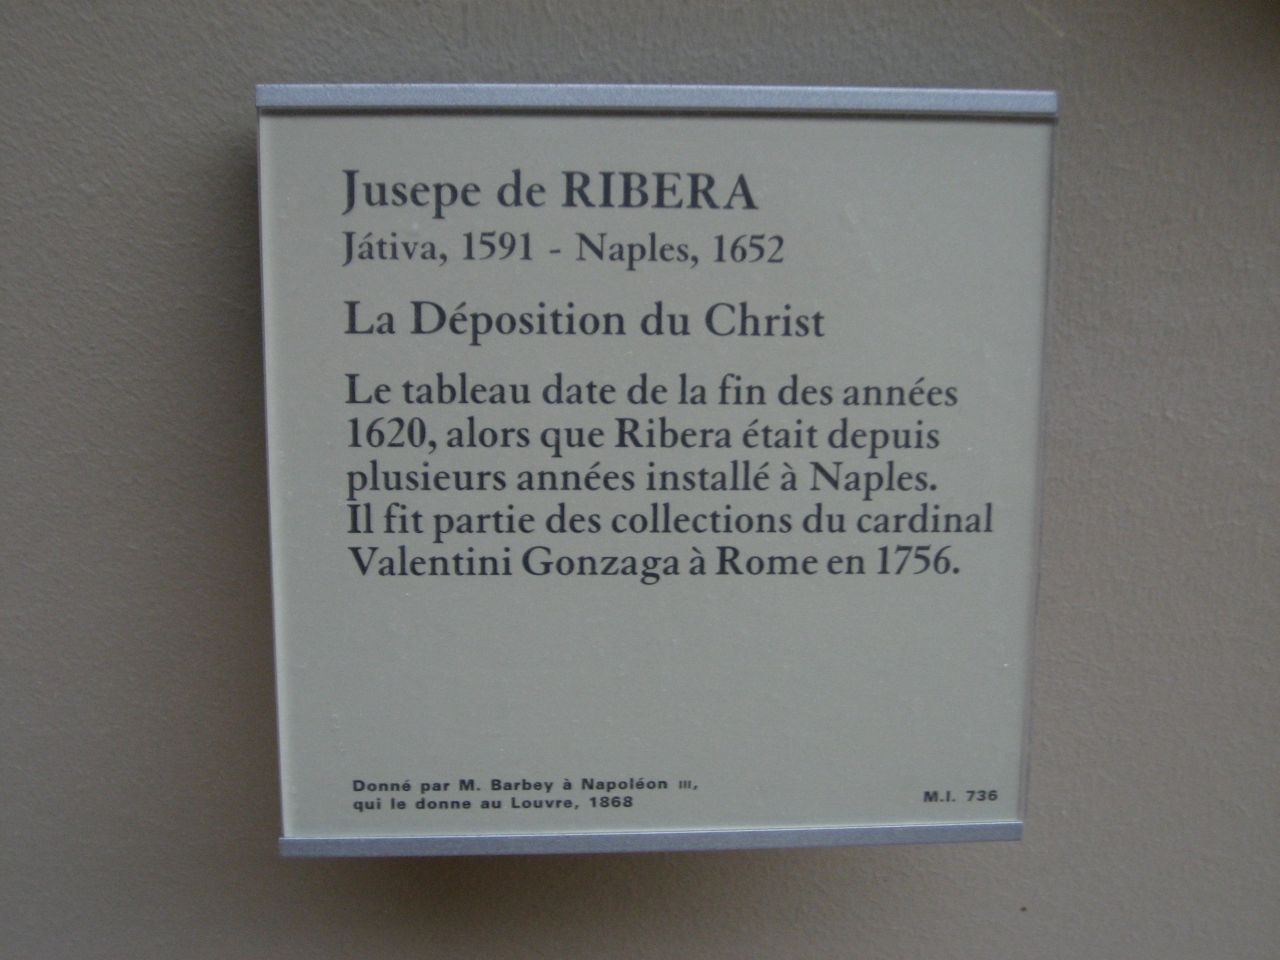 Jusepe de RIBERA
Játiva, 1591 - Naples, 1652
La Déposition du Christ
Le tableau date de la fin des années
1620, alors que Ribera était depuis
plusieurs années installé à Naples.
Il fit partie des collections du cardinal
Valentini Gonzaga à Rome en 1756.
Donné par M. Barbey à Napoléon III,
qui le donne au Louvre, 1868
M.I. 736